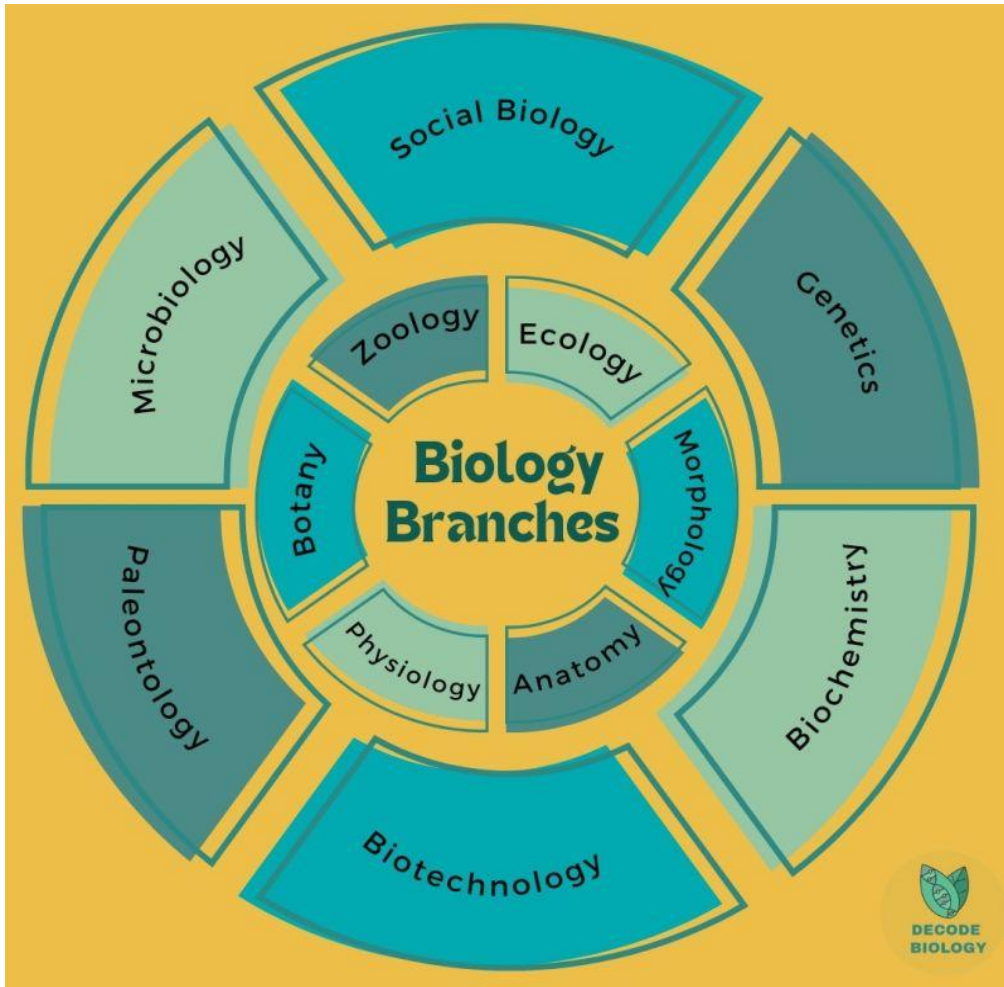 Social Biology
Genetics
Biochemistry
Biotechnology
Paleontology
Microbiology
Zoology
Ecology
Morphology
Anatomy
Physiology
Botany
Biology
Branches
DECODE
BIOLOGY